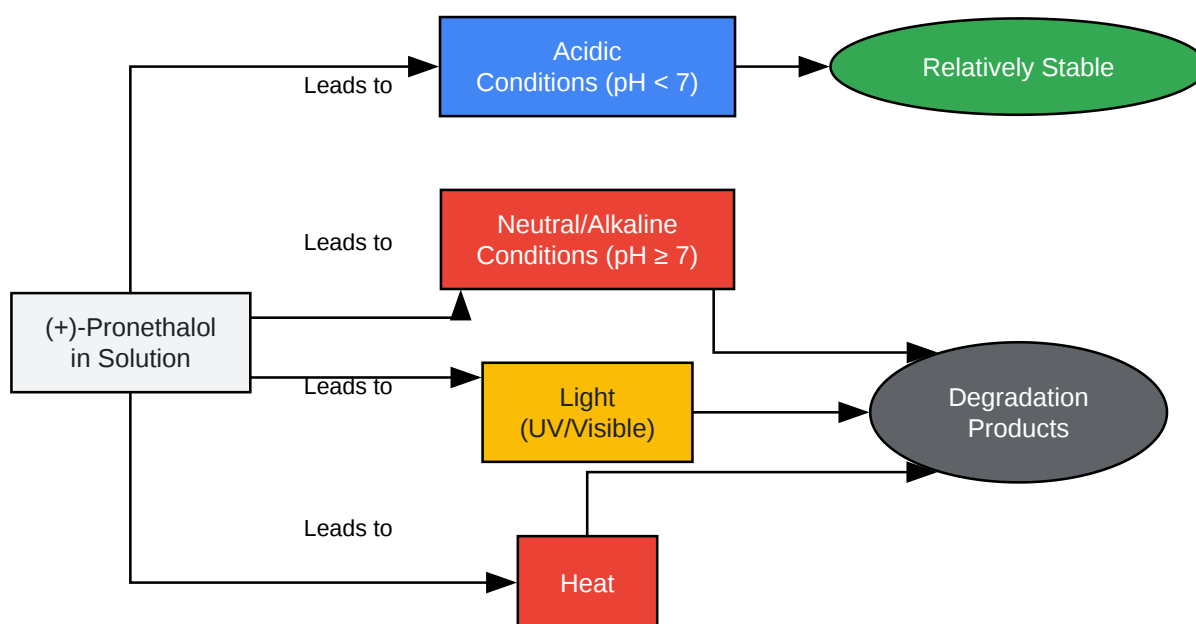 Acidic
Conditions (pH < 7)
Relatively Stable
Leads to
Neutral/Alkaline
Conditions (pH ≥ 7)
Leads to
(+)-Pronethalol
in Solution
Leads to
Light
(UV/Visible)
Degradation
Products
Leads to
Heat